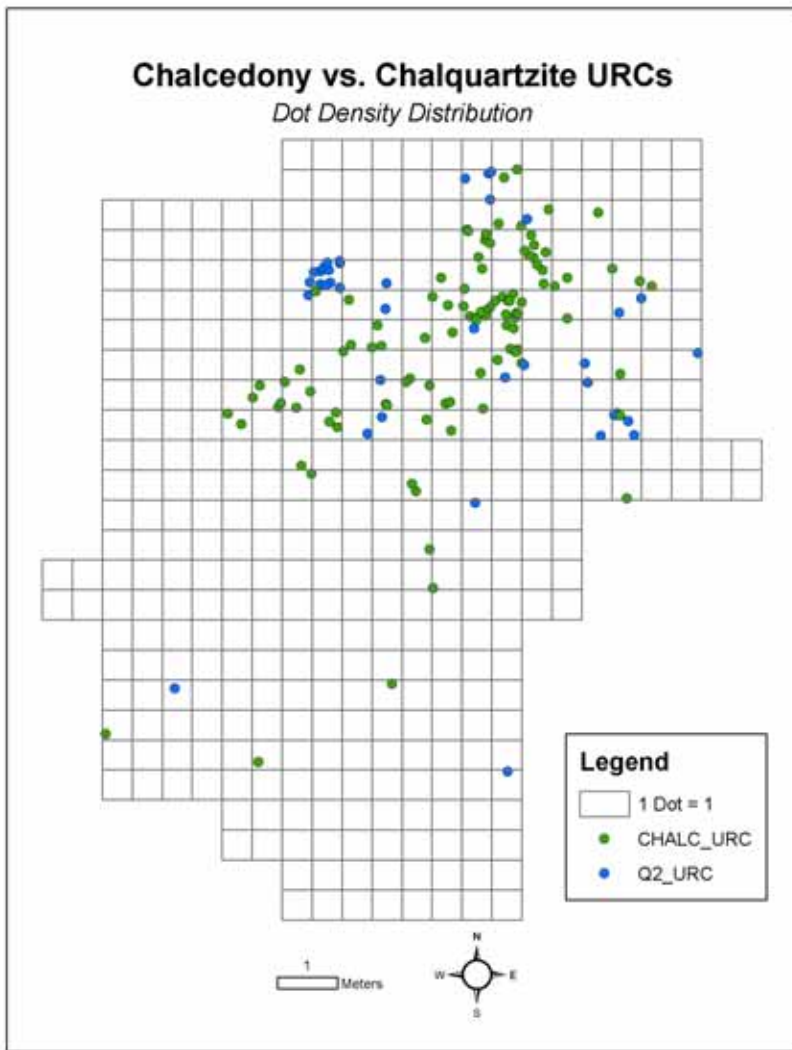 Chalcedony vs. Chalquartzite URCs
Dot Density Distribution
Legend
1 Dot = 1
CHALC_URC
Q2_URC
1
Meters
N
W E
S